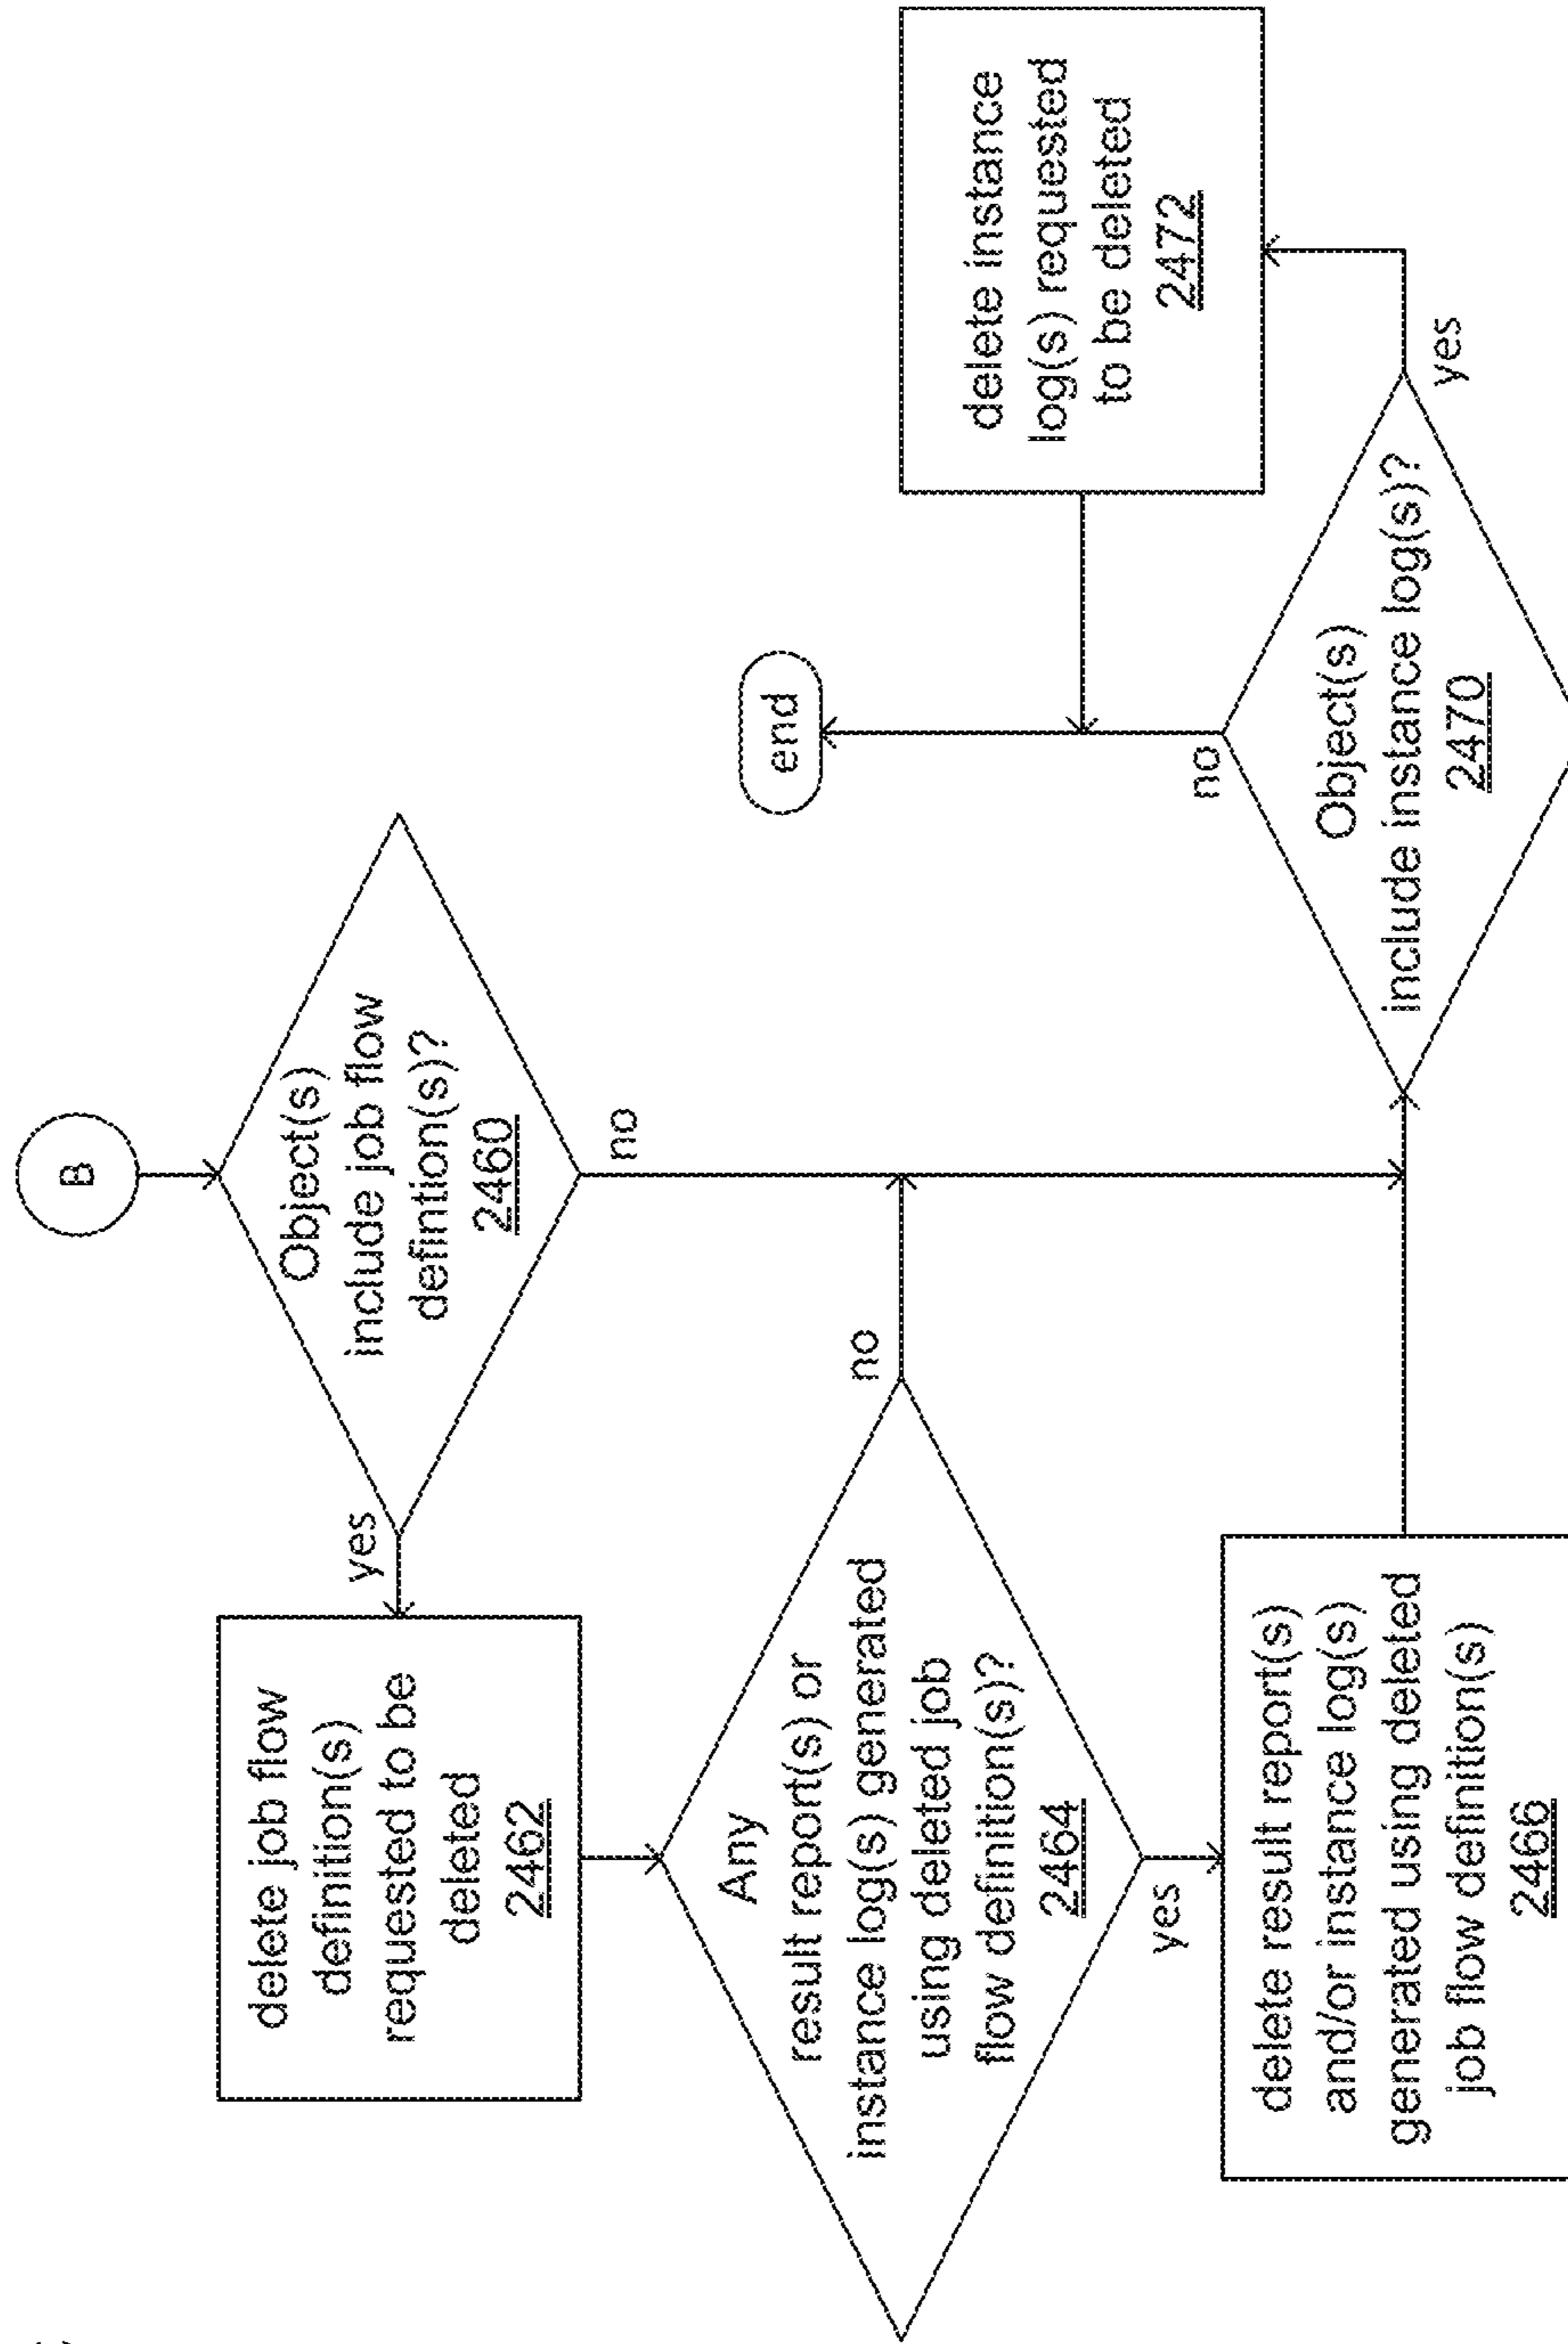 B
Object(s)
include job flow
defintion(s)?
2460
yes
no
delete job flow
definition(s)
requested to be
deleted
2462
Any
result report(s) or
instance log(s) generated
using deleted job
flow definition(s)?
2464
no
yes
delete result report(s)
and/or instance log(s)
generated using deleted
job flow definition(s)
2466
Object(s)
include instance log(s)?
2470
no
yes
delete instance
log(s) requested
to be deleted
2472
end